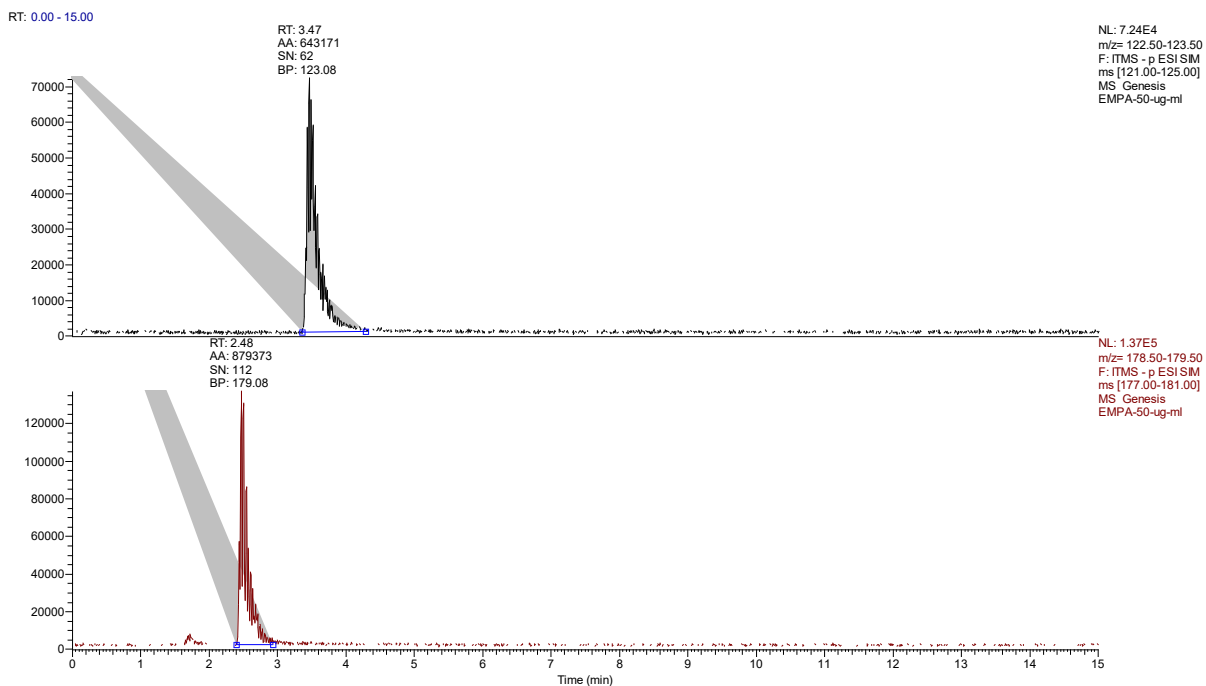 RT: 0.00 - 15.00
RT: 3.47
AA: 643171
SN: 62
BP: 123.08
NL: 7.24E4
m/z= 122.50-123.50
F: ITMS - p ESI SIM
ms [121.00-125.00]
MS Genesis
EMPA-50-ug-ml
70000
60000
50000
40000
30000
20000
10000
0
RT: 2.48
AA: 879373
SN: 112
BP: 179.08
NL: 1.37E5
m/z= 178.50-179.50
F: ITMS - p ESI SIM
ms [177.00-181.00]
MS Genesis
EMPA-50-ug-ml
120000
100000
80000
60000
40000
20000
0
0 1 2 3 4 5 6 7 8 9 10 11 12 13 14 15
Time (min)